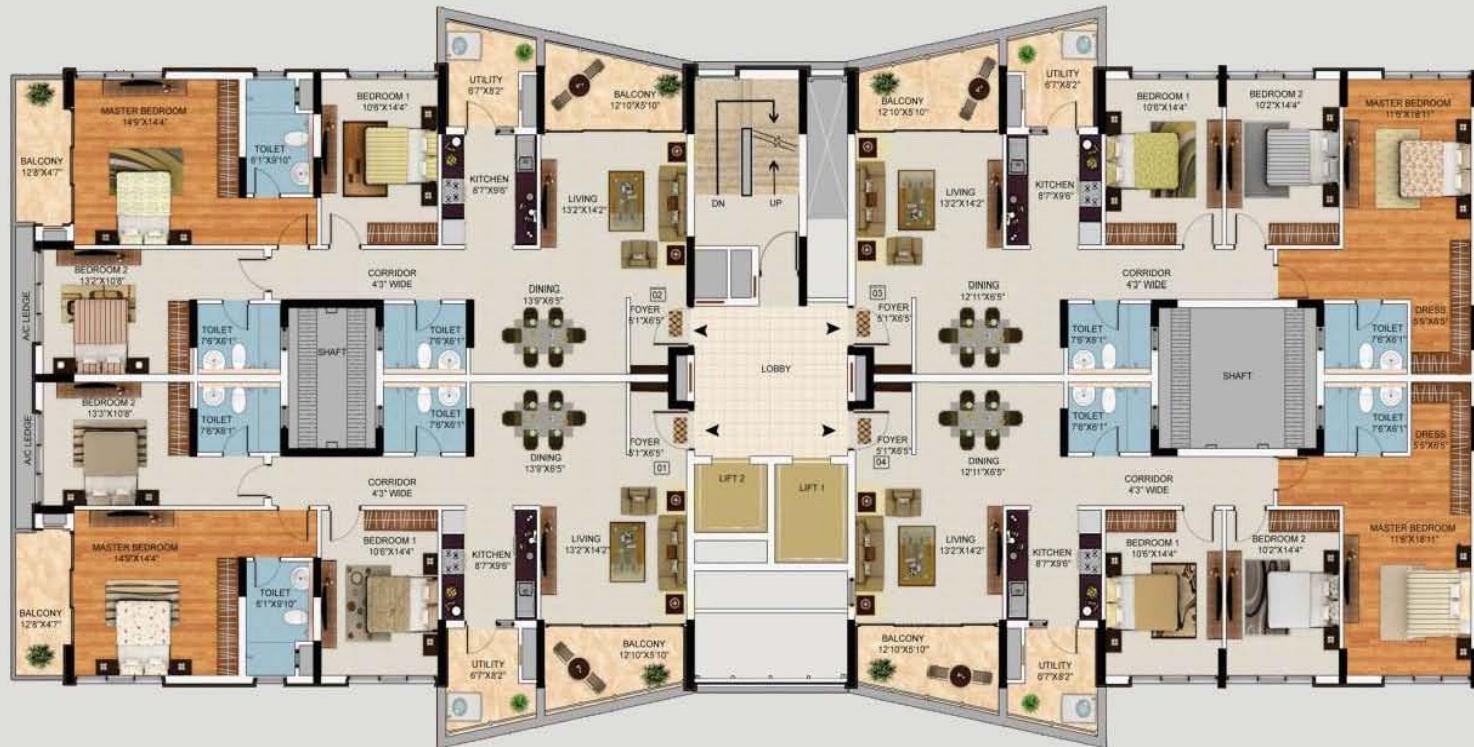 UTILITY
6'7"X8'2"
BALCONY
12'10"X5'10"
BALCONY
12'10"X5'10"
UTILITY
6'7"X8'2"
MASTER BEDROOM
14'9"X14'4"
BEDROOM 1
10'6"X14'4"
BEDROOM 1
10'6"X14'4"
BEDROOM 2
10'2"X14'4"
MASTER BEDROOM
11'6"X18'11"
TOILET
6'1"X9'10"
BALCONY
12'8"X4'7"
KITCHEN
8'7"X9'6"
LIVING
13'2"X14'2"
DN
UP
LIVING
13'2"X14'2"
KITCHEN
8'7"X9'6"
BEDROOM 2
13'2"X10'8"
CORRIDOR
4'3" WIDE
DINING
13'9"X6'5"
02
FOYER
5'1"X6'5"
03
FOYER
5'1"X6'5"
DINING
12'11"X6'5"
CORRIDOR
4'3" WIDE
DRESS
5'5"X6'5"
A/C LEDGE
TOILET
7'6"X6'1"
SHAFT
TOILET
7'6"X6'1"
LOBBY
TOILET
7'6"X6'1"
SHAFT
TOILET
7'6"X6'1"
BEDROOM 2
13'3"X10'8"
A/C LEDGE
TOILET
7'6"X6'1"
TOILET
7'6"X6'1"
TOILET
7'6"X6'1"
TOILET
7'6"X6'1"
DRESS
5'5"X6'5"
DINING
13'9"X6'5"
FOYER
5'1"X6'5"
01
FOYER
5'1"X6'5"
04
DINING
12'11"X6'5"
CORRIDOR
4'3" WIDE
LIFT 2
LIFT 1
CORRIDOR
4'3" WIDE
MASTER BEDROOM
14'9"X14'4"
BEDROOM 1
10'6"X14'4"
KITCHEN
8'7"X9'6"
LIVING
13'2"X14'2"
LIVING
13'2"X14'2"
KITCHEN
8'7"X9'6"
BEDROOM 1
10'6"X14'4"
BEDROOM 2
10'2"X14'4"
MASTER BEDROOM
11'6"X18'11"
TOILET
6'1"X9'10"
BALCONY
12'8"X4'7"
UTILITY
6'7"X8'2"
BALCONY
12'10"X5'10"
BALCONY
12'10"X5'10"
UTILITY
6'7"X8'2"